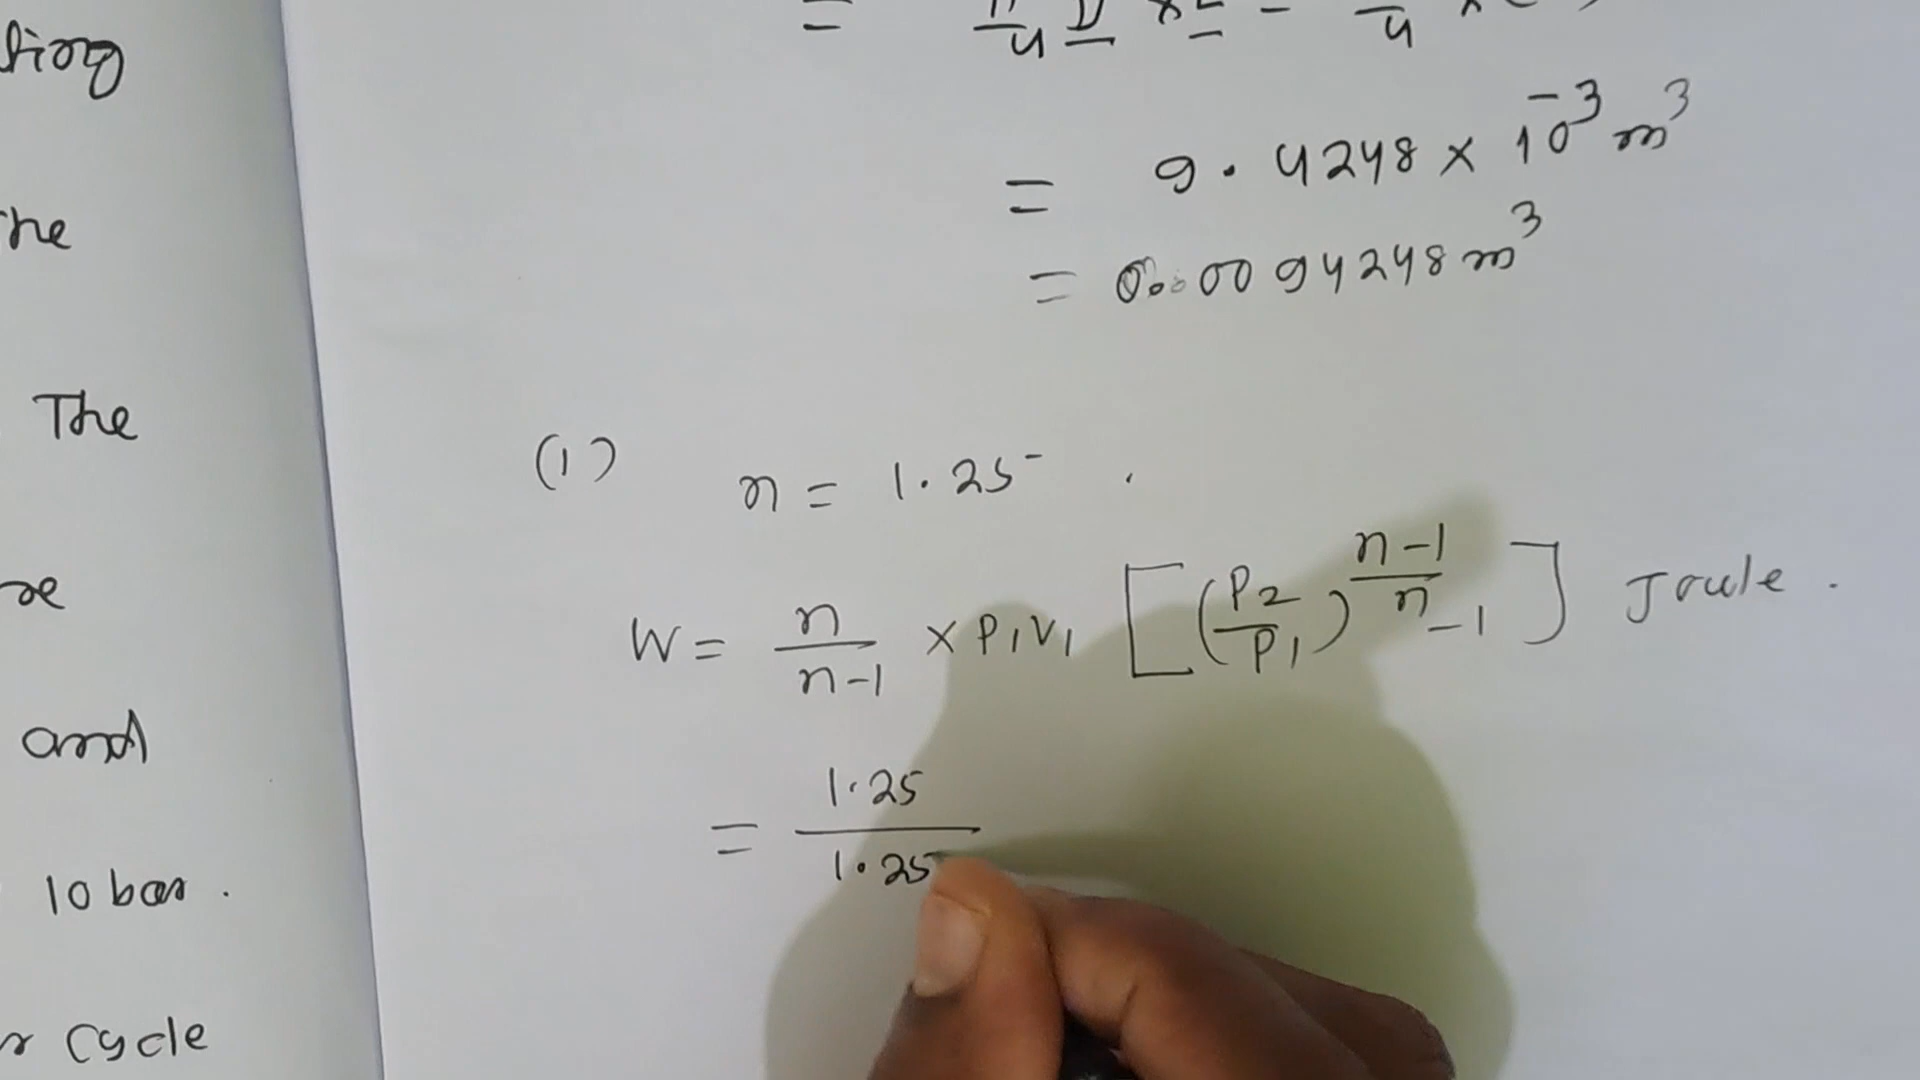 the
The
and
10 bar.
cycle
= 9.4248 × 10⁻³ m³
= 0.0094248 m³
(1) n = 1.25
W = n/n-1 × P₁V₁ [(P₂/P₁)^(n-1/n) -1] Joule.
= 1.25/1.25